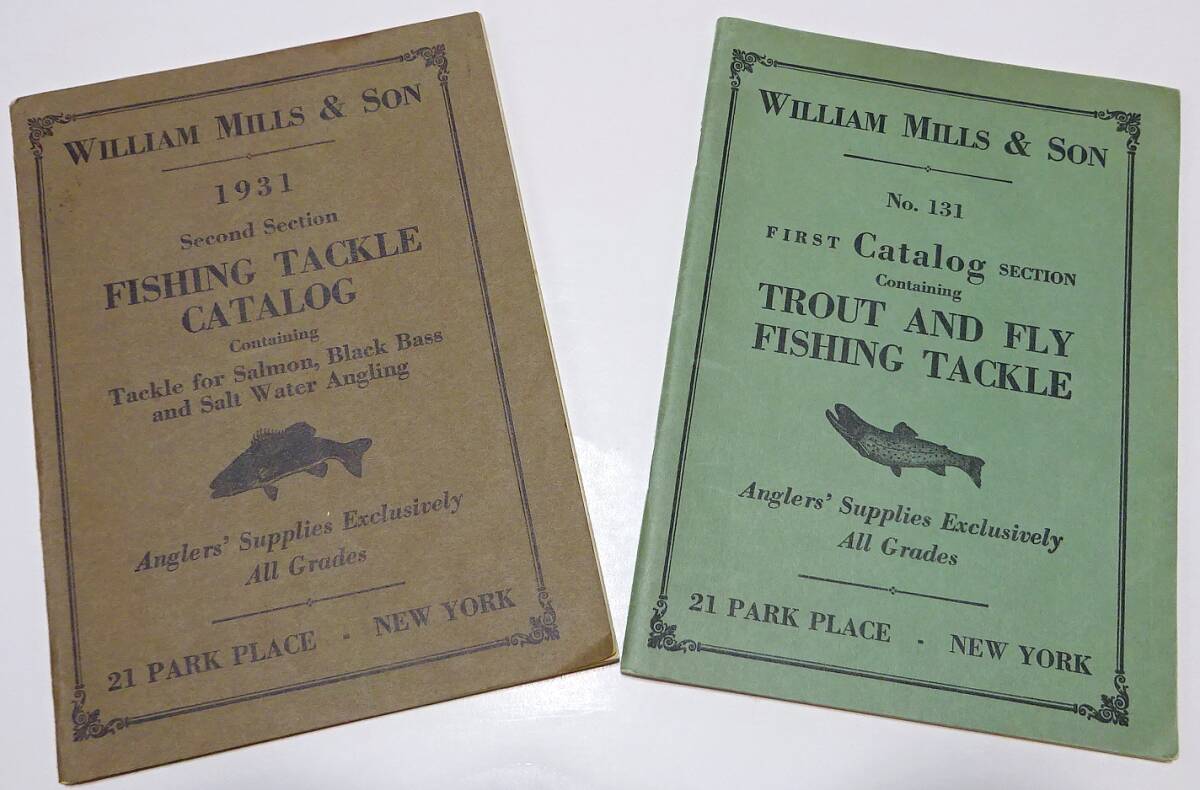 WILLIAM MILLS & SON
1931
Second Section
FISHING TACKLE
CATALOG
Containing
Tackle for Salmon, Black Bass
and Salt Water Angling
Anglers' Supplies Exclusively
All Grades
21 PARK PLACE - NEW YORK
WILLIAM MILLS & SON
No. 131
FIRST Catalog SECTION
Containing
TROUT AND FLY
FISHING TACKLE
Anglers' Supplies Exclusively
All Grades
21 PARK PLACE - NEW YORK